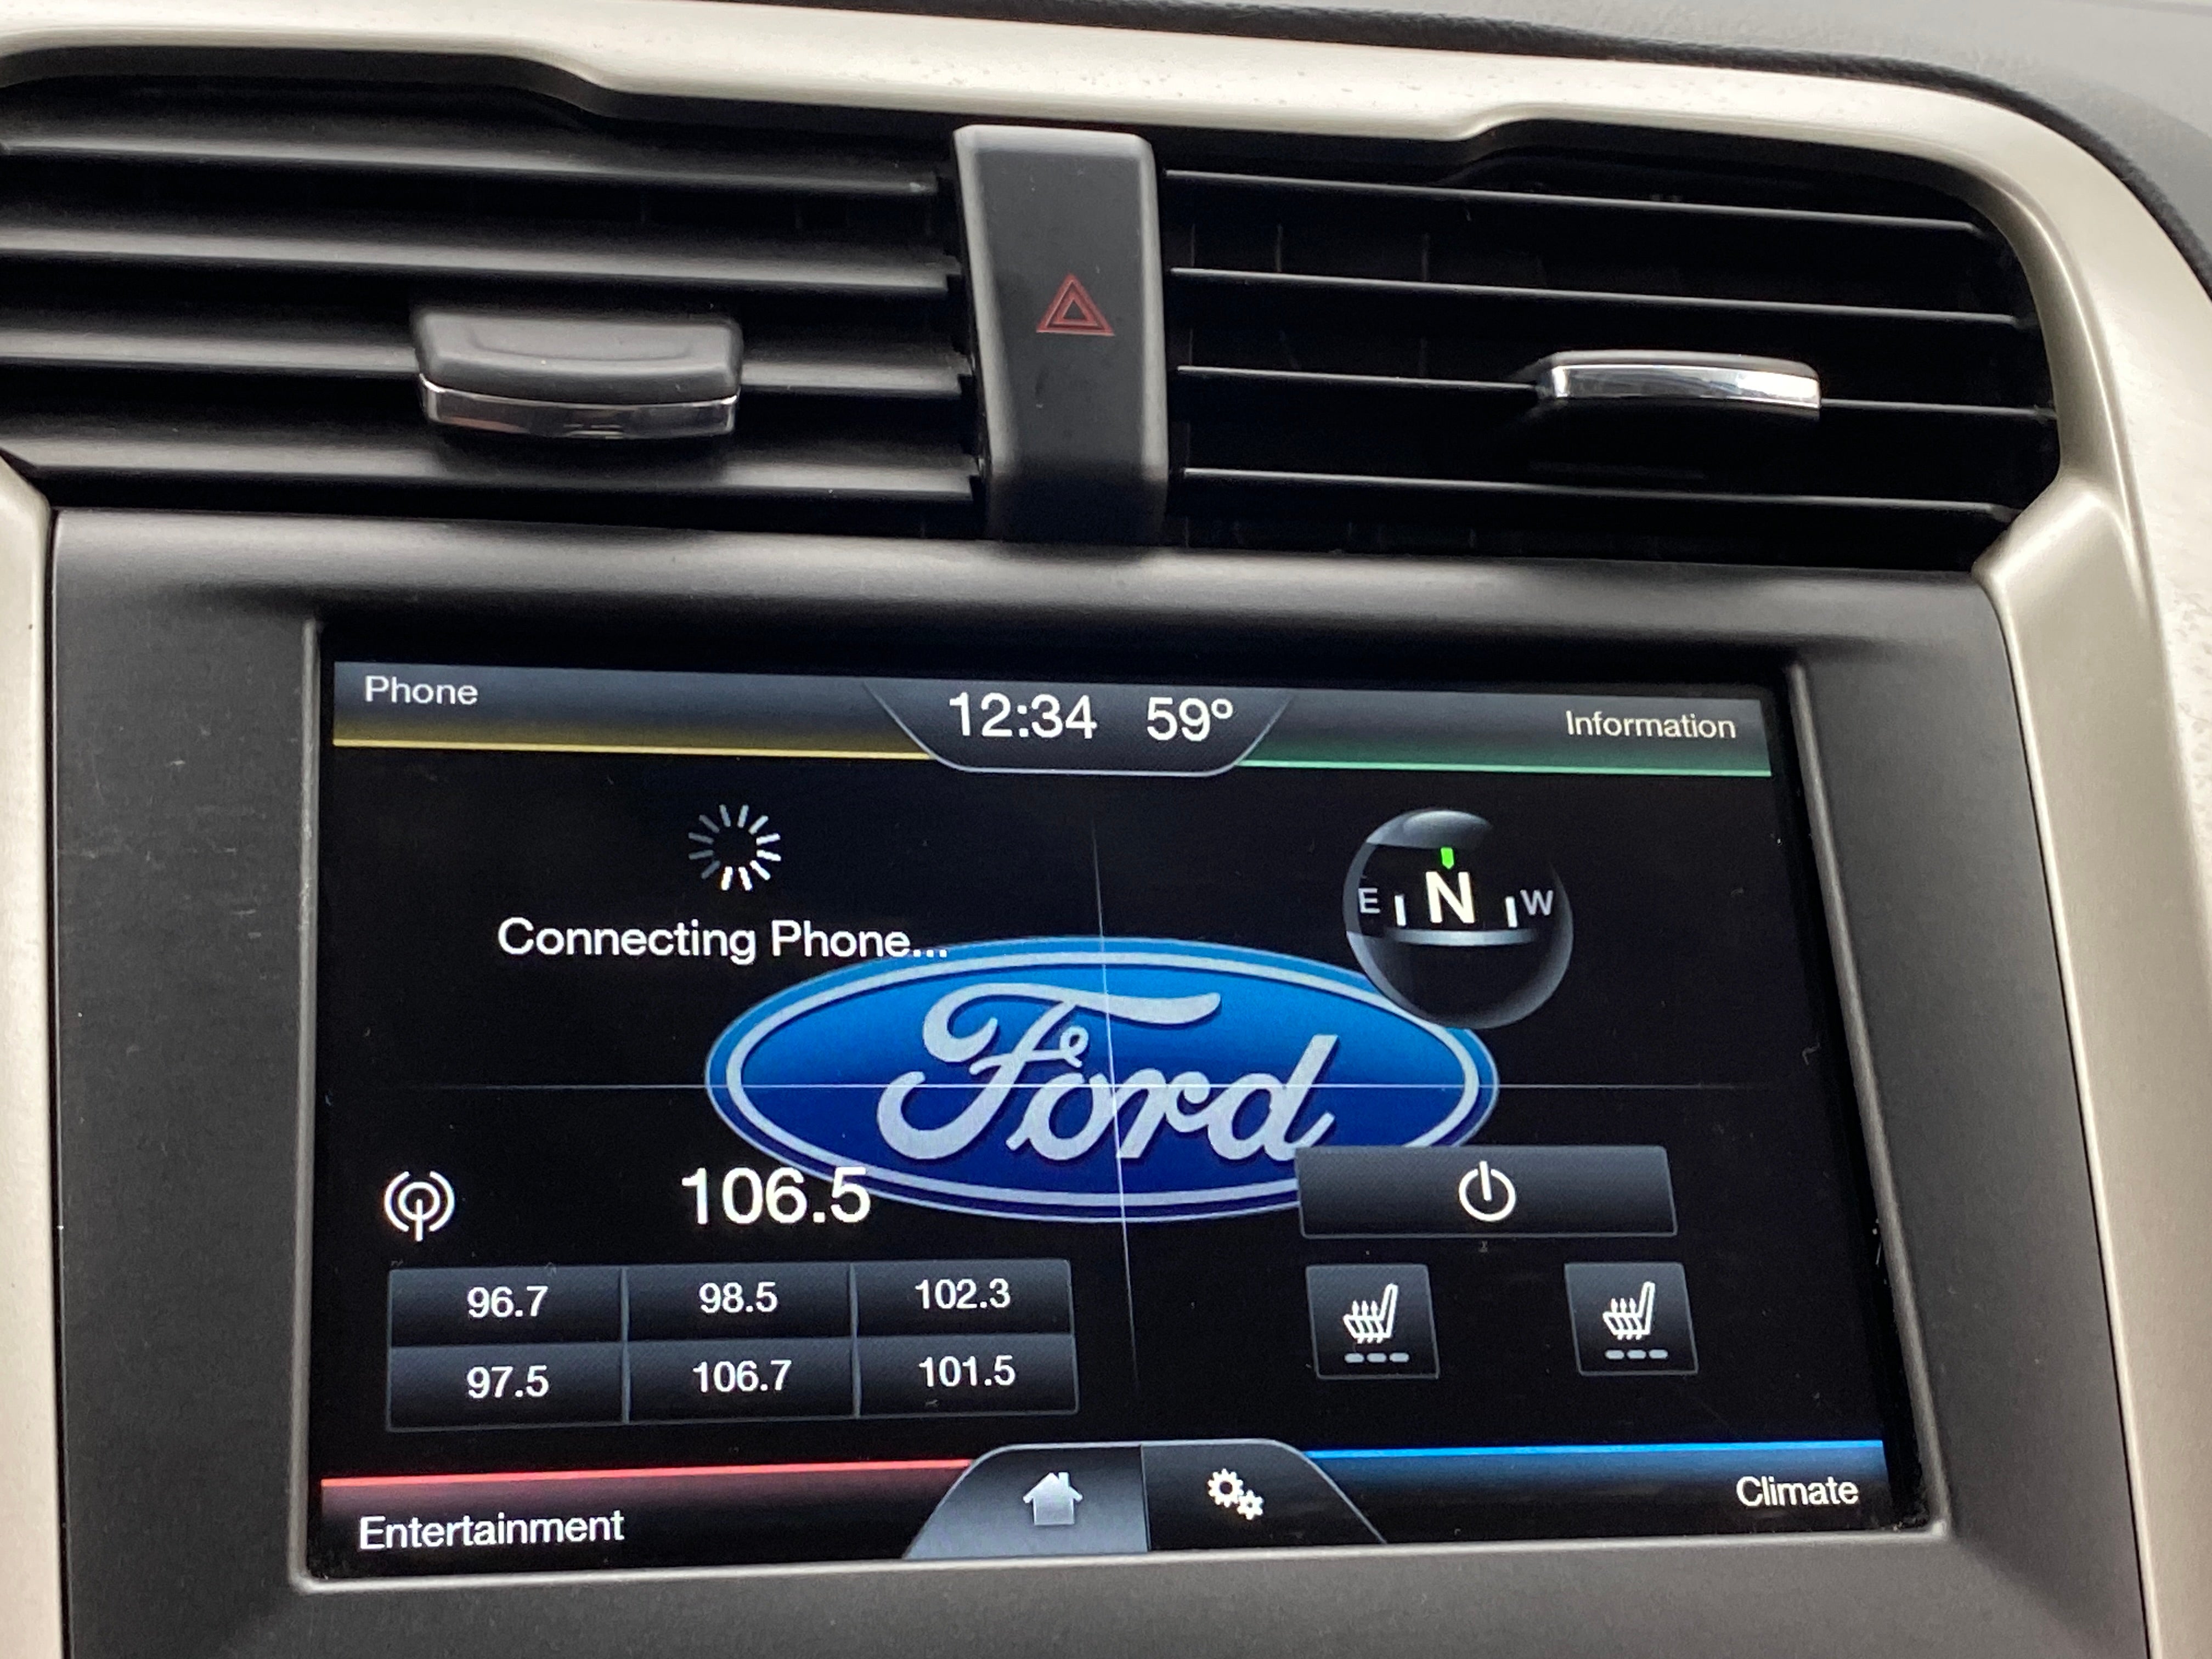 Phone
12:34 59º
Information
E N W
Connecting Phone...
Ford
106.5
96.7 98.5 102.3
97.5 106.7 101.5
Entertainment
Climate